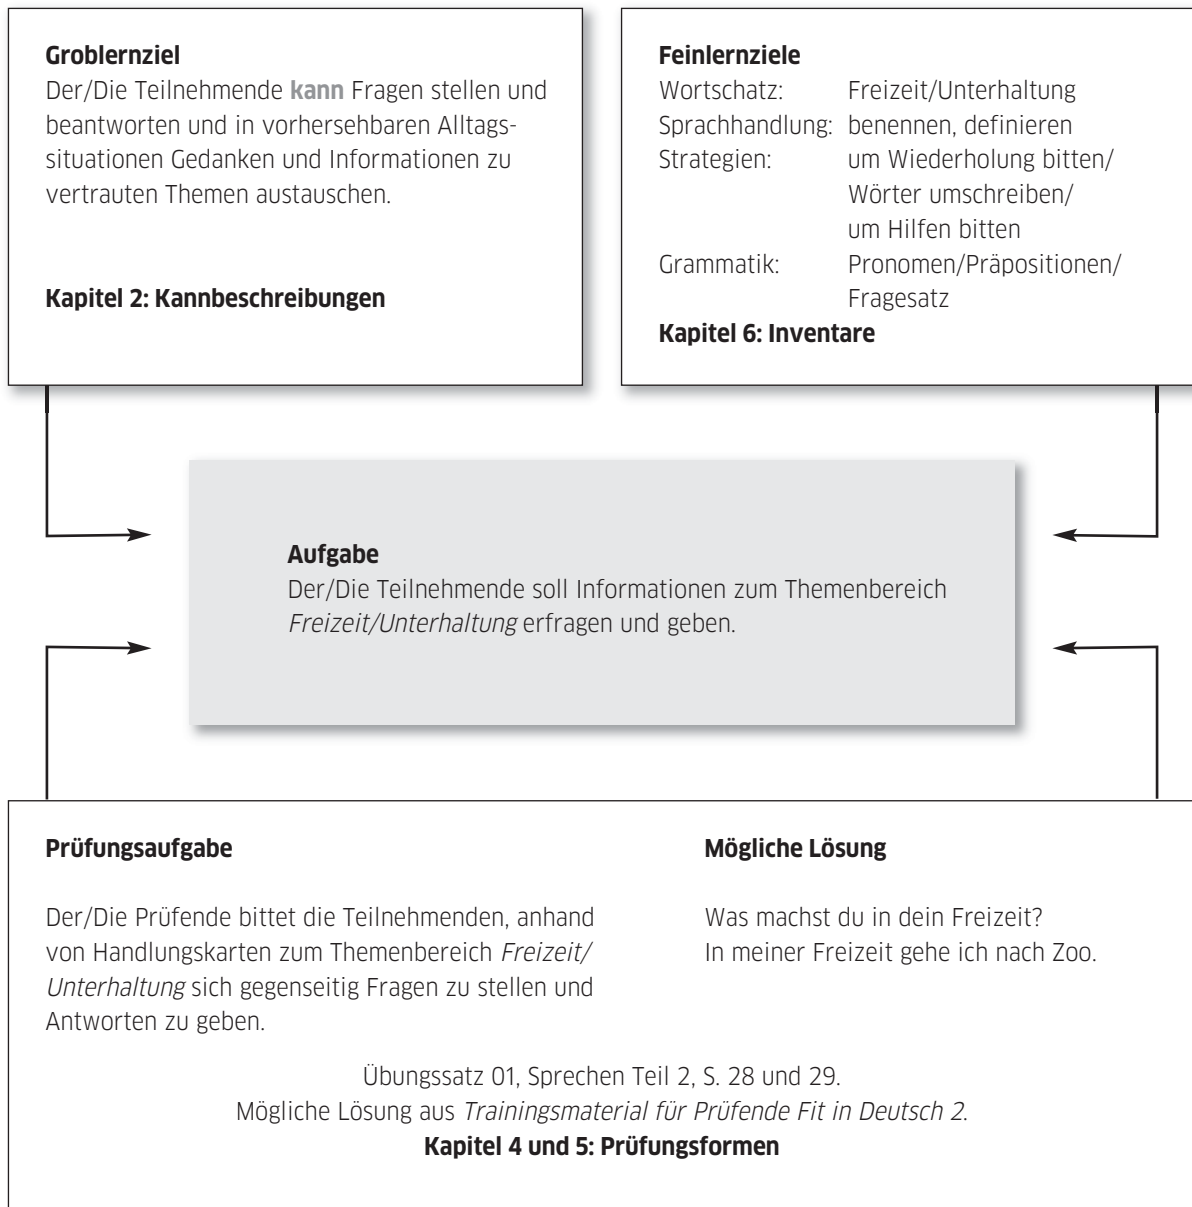 Groblernziel
Der/Die Teilnehmende kann Fragen stellen und
beantworten und in vorhersehbaren Alltags-
situationen Gedanken und Informationen zu
vertrauten Themen austauschen.
Kapitel 2: Kannbeschreibungen
Feinlernziele
Wortschatz: Freizeit/Unterhaltung
Sprachhandlung: benennen, definieren
Strategien: um Wiederholung bitten/
Wörter umschreiben/
um Hilfen bitten
Grammatik: Pronomen/Präpositionen/
Fragesatz
Kapitel 6: Inventare
Aufgabe
Der/Die Teilnehmende soll Informationen zum Themenbereich
Freizeit/Unterhaltung erfragen und geben.
Prüfungsaufgabe
Der/Die Prüfende bittet die Teilnehmenden, anhand
von Handlungskarten zum Themenbereich Freizeit/
Unterhaltung sich gegenseitig Fragen zu stellen und
Antworten zu geben.
Mögliche Lösung
Was machst du in dein Freizeit?
In meiner Freizeit gehe ich nach Zoo.
Übungssatz 01, Sprechen Teil 2, S. 28 und 29.
Mögliche Lösung aus Trainingsmaterial für Prüfende Fit in Deutsch 2.
Kapitel 4 und 5: Prüfungsformen